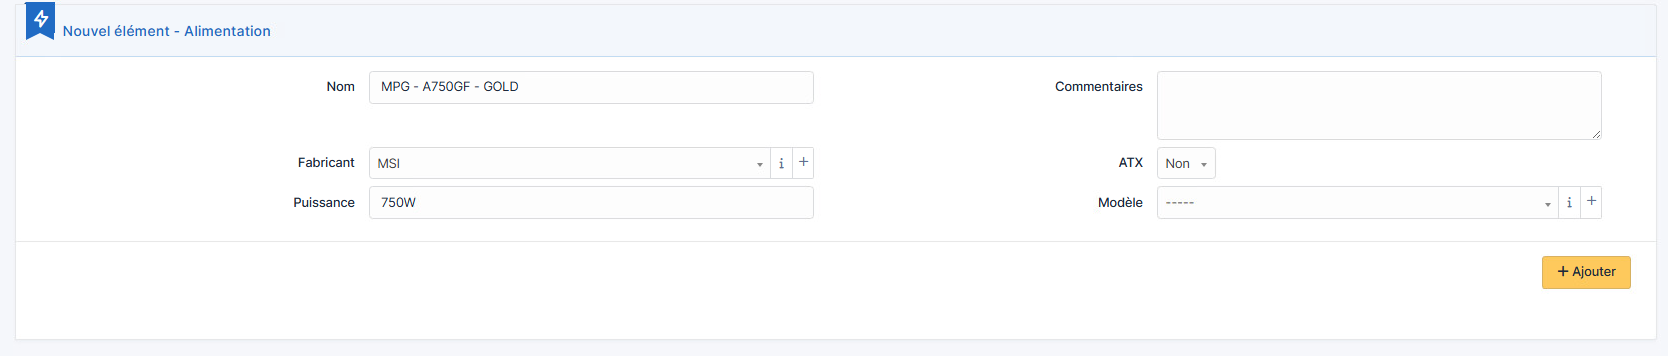 Nouvel élément - Alimentation
Nom MPG - A750GF - GOLD
Commentaires
Fabricant MSI i +
ATX Non
Puissance 750W
Modèle ----- i +
+ Ajouter